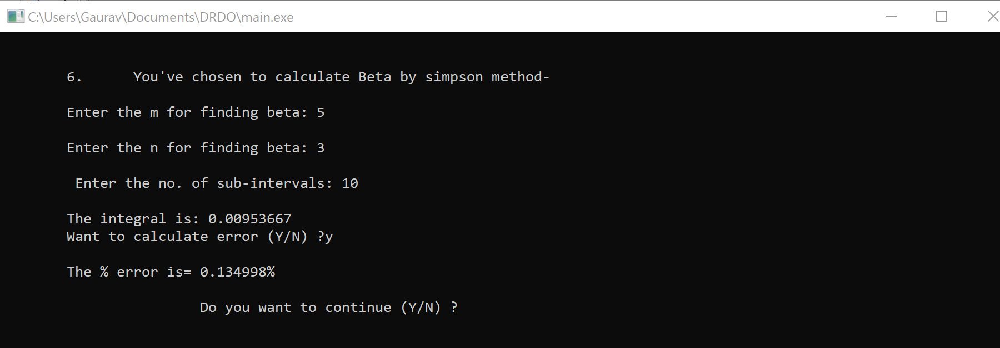 C:\Users\Gaurav\Documents\DRDO\main.exe
6. You've chosen to calculate Beta by simpson method-
Enter the m for finding beta: 5
Enter the n for finding beta: 3
Enter the no. of sub-intervals: 10
The integral is: 0.00953667
Want to calculate error (Y/N) ?y
The % error is= 0.134998%
Do you want to continue (Y/N) ?